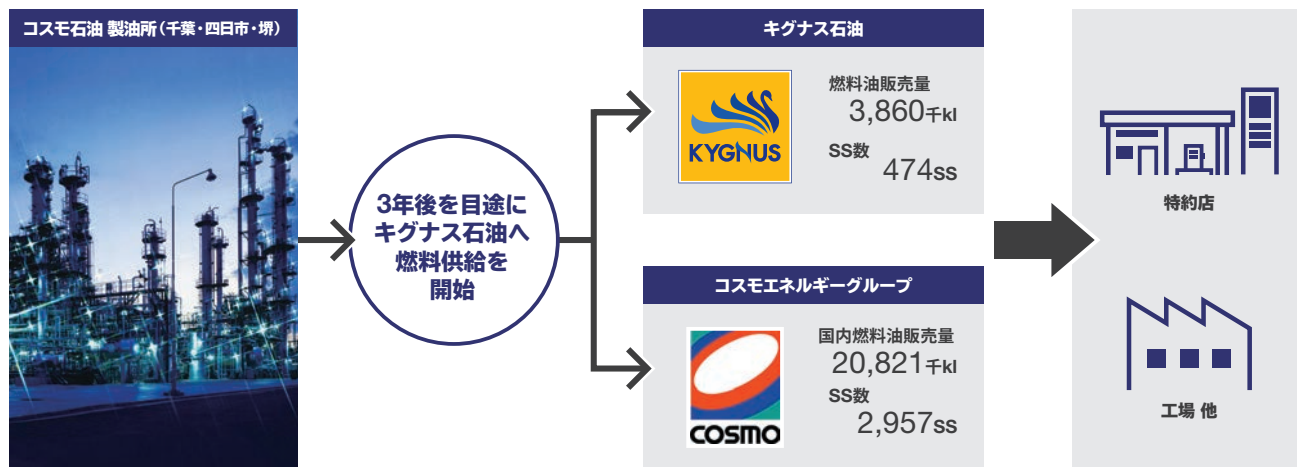 コスモ石油 製油所（千葉・四日市・堺）
3年後を目途に
キグナス石油へ
燃料供給を
開始
キグナス石油
KYGNUS
燃料油販売量
3,860千kl
SS数
474SS
コスモエネルギーグループ
COSMO
国内燃料油販売量
20,821千kl
SS数
2,957SS
特約店
工場 他